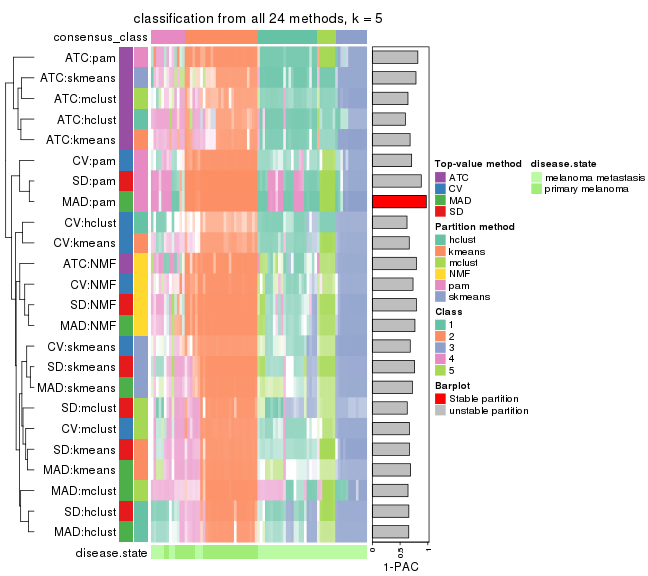 classification from all 24 methods, k = 5
consensus_class
ATC:pam
ATC:skmeans
ATC:mclust
ATC:hclust
ATC:kmeans
CV:pam
SD:pam
MAD:pam
CV:hclust
CV:kmeans
ATC:NMF
CV:NMF
SD:NMF
MAD:NMF
CV:skmeans
SD:skmeans
MAD:skmeans
SD:mclust
CV:mclust
SD:kmeans
MAD:kmeans
MAD:mclust
SD:hclust
MAD:hclust
disease.state
0 0.5 1
1-PAC
Top-value method
ATC
CV
MAD
SD
Partition method
hclust
kmeans
mclust
NMF
pam
skmeans
Class
1
2
3
4
5
Barplot
Stable partition
unstable partition
disease.state
melanoma metastasis
primary melanoma